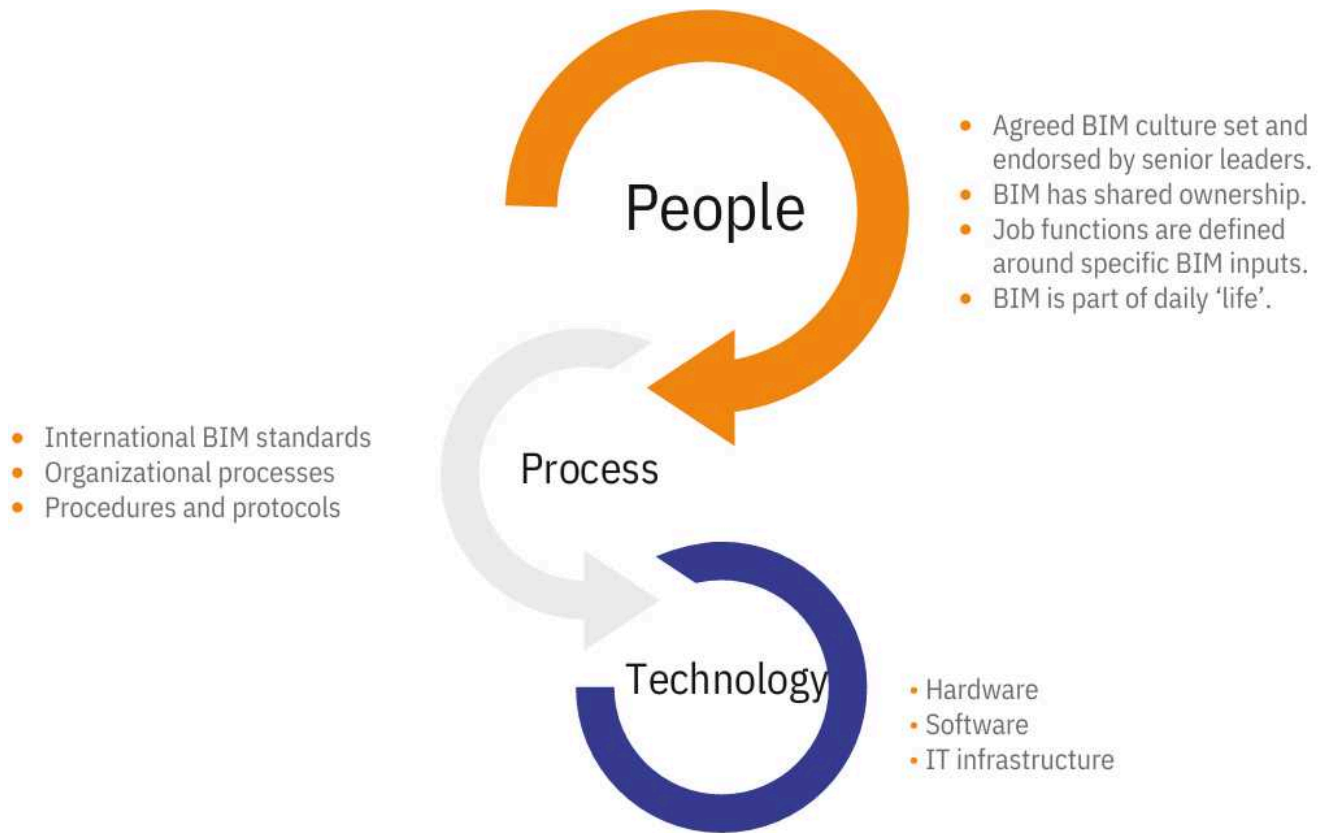 People
• Agreed BIM culture set and
endorsed by senior leaders.
• BIM has shared ownership.
• Job functions are defined
around specific BIM inputs.
• BIM is part of daily ‘life’.
Process
• International BIM standards
• Organizational processes
• Procedures and protocols
Technology
• Hardware
• Software
• IT infrastructure